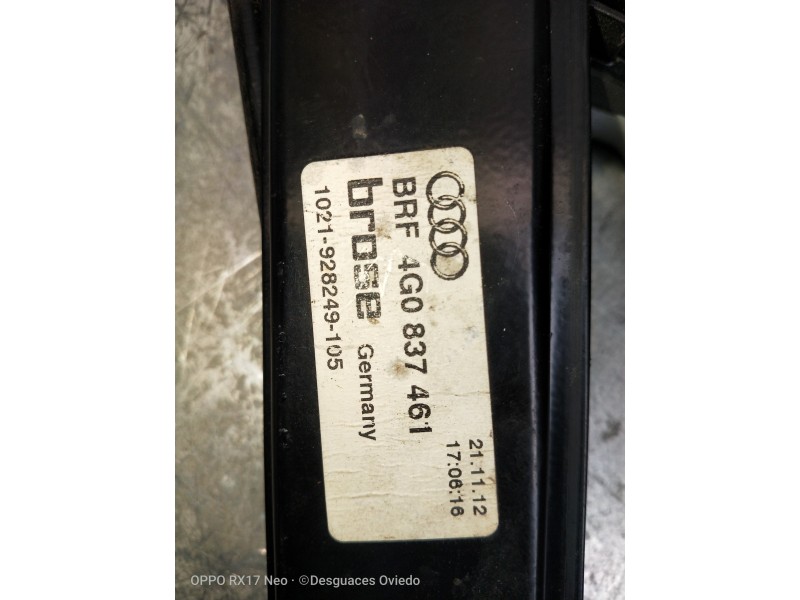 BRF 4G0 837 461
brose Germany
1021-928249-105
21.11.12
17:06:16
OPPO RX17 Neo · ©Desguaces Oviedo